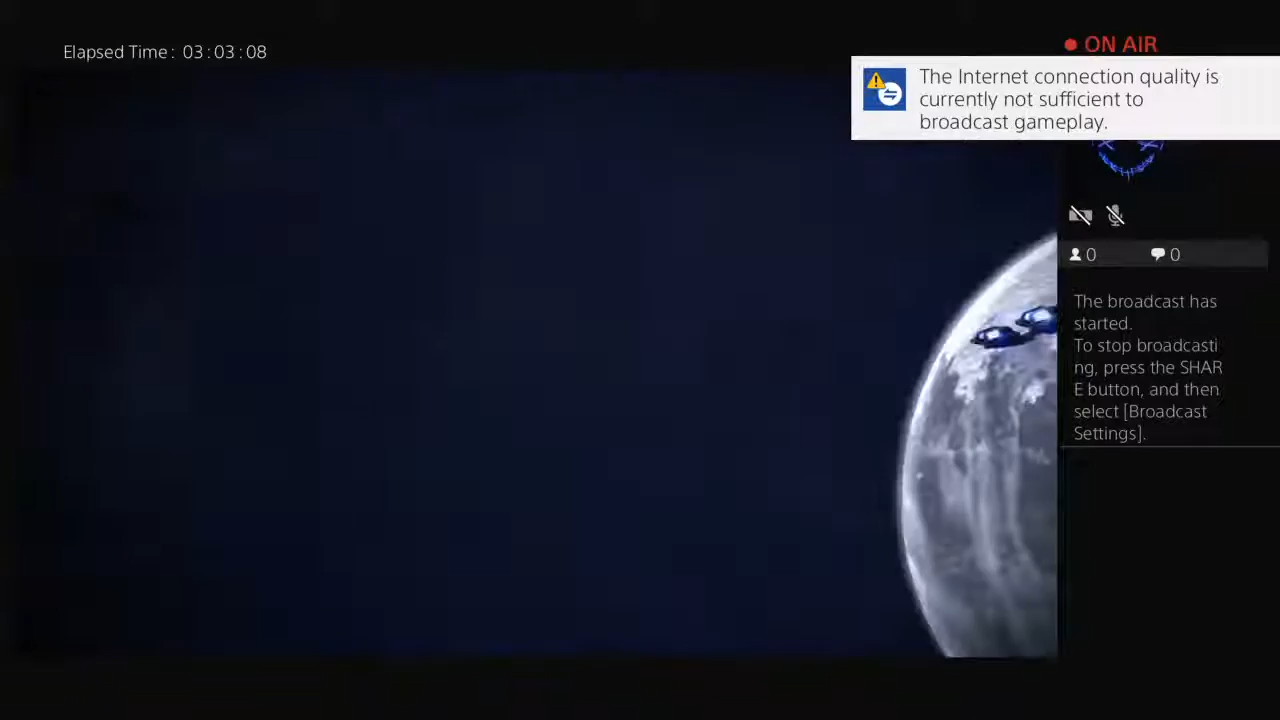 Elapsed Time: 03:03:08
ON AIR
The Internet connection quality is
currently not sufficient to
broadcast gameplay.
0
0
The broadcast has
started.
To stop broadcasti
ng, press the SHAR
E button, and then
select [Broadcast
Settings].